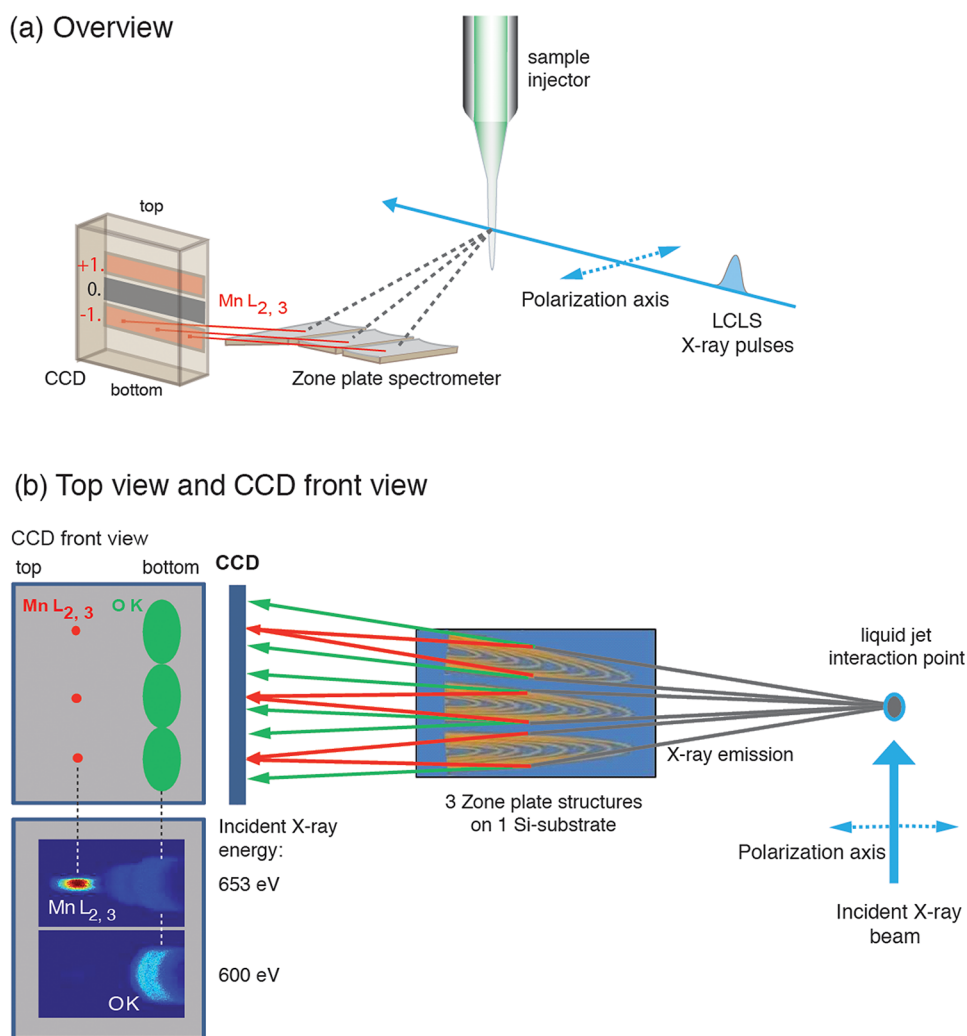 (a) Overview
sample
injector
top
+1.
0.
-1.
Mn L2, 3
Polarization axis
LCLS
X-ray pulses
CCD
bottom
Zone plate spectrometer
(b) Top view and CCD front view
CCD front view
top
bottom
CCD
Mn L2, 3
O K
liquid jet
interaction point
X-ray emission
3 Zone plate structures
on 1 Si-substrate
Incident X-ray
energy:
Polarization axis
653 eV
Mn L2, 3
Incident X-ray
beam
600 eV
OK